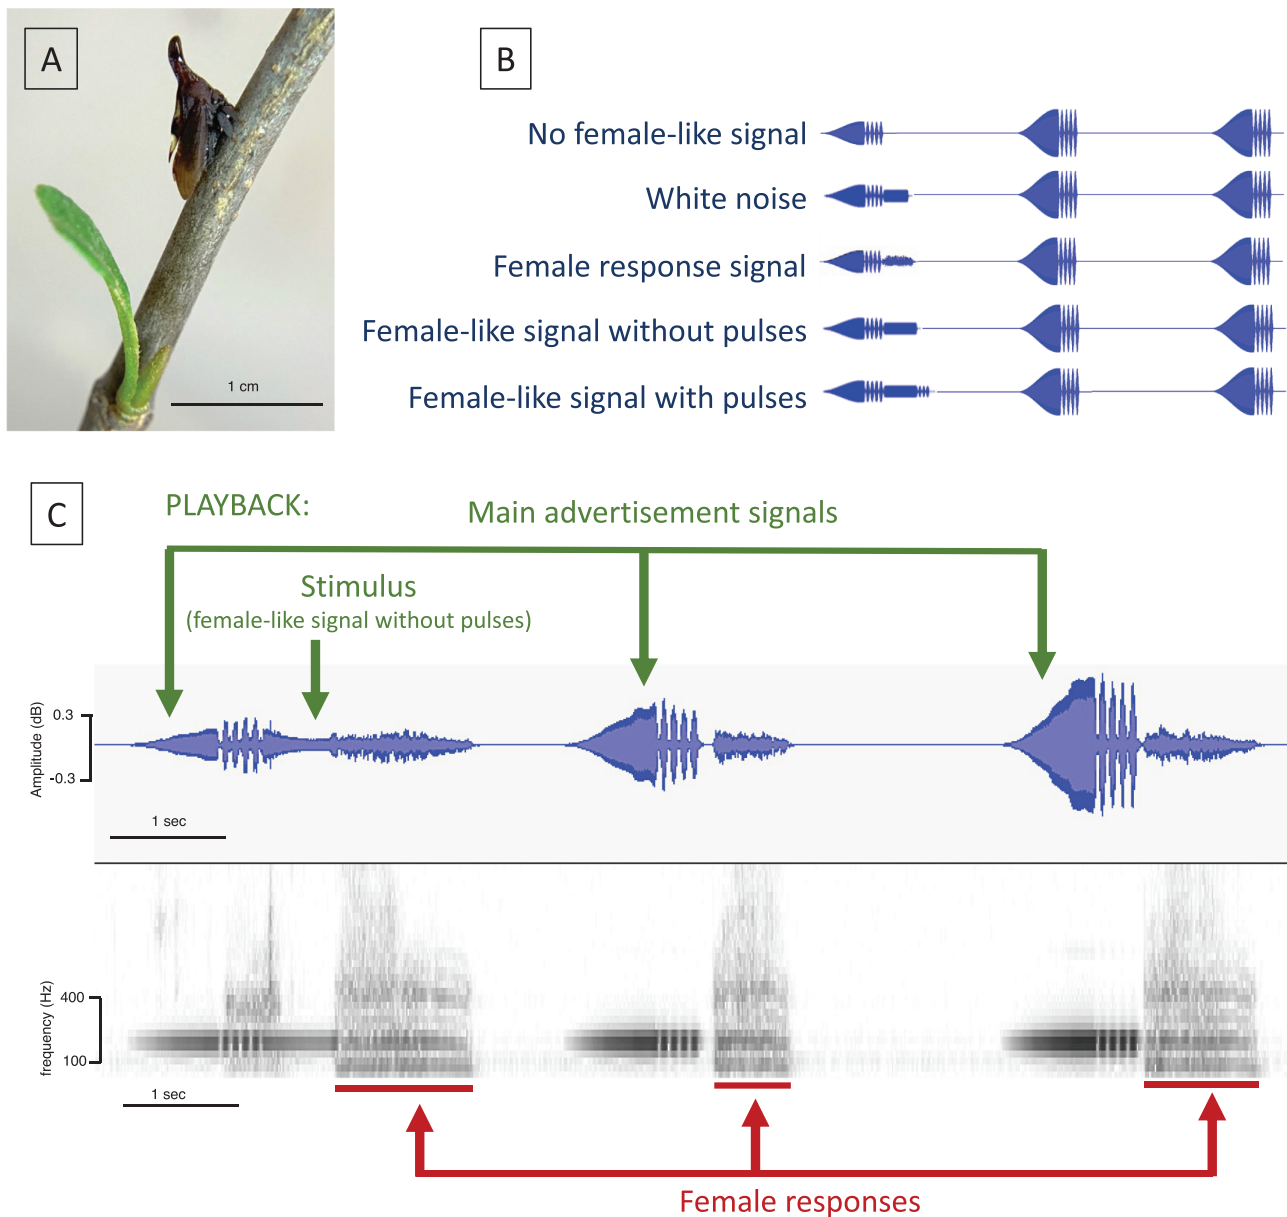 A
1 cm
B
No female-like signal
White noise
Female response signal
Female-like signal without pulses
Female-like signal with pulses
C
PLAYBACK:
Main advertisement signals
Stimulus
(female-like signal without pulses)
Amplitude (dB)
0.3
-0.3
1 sec
frequency (Hz)
400
100
1 sec
Female responses